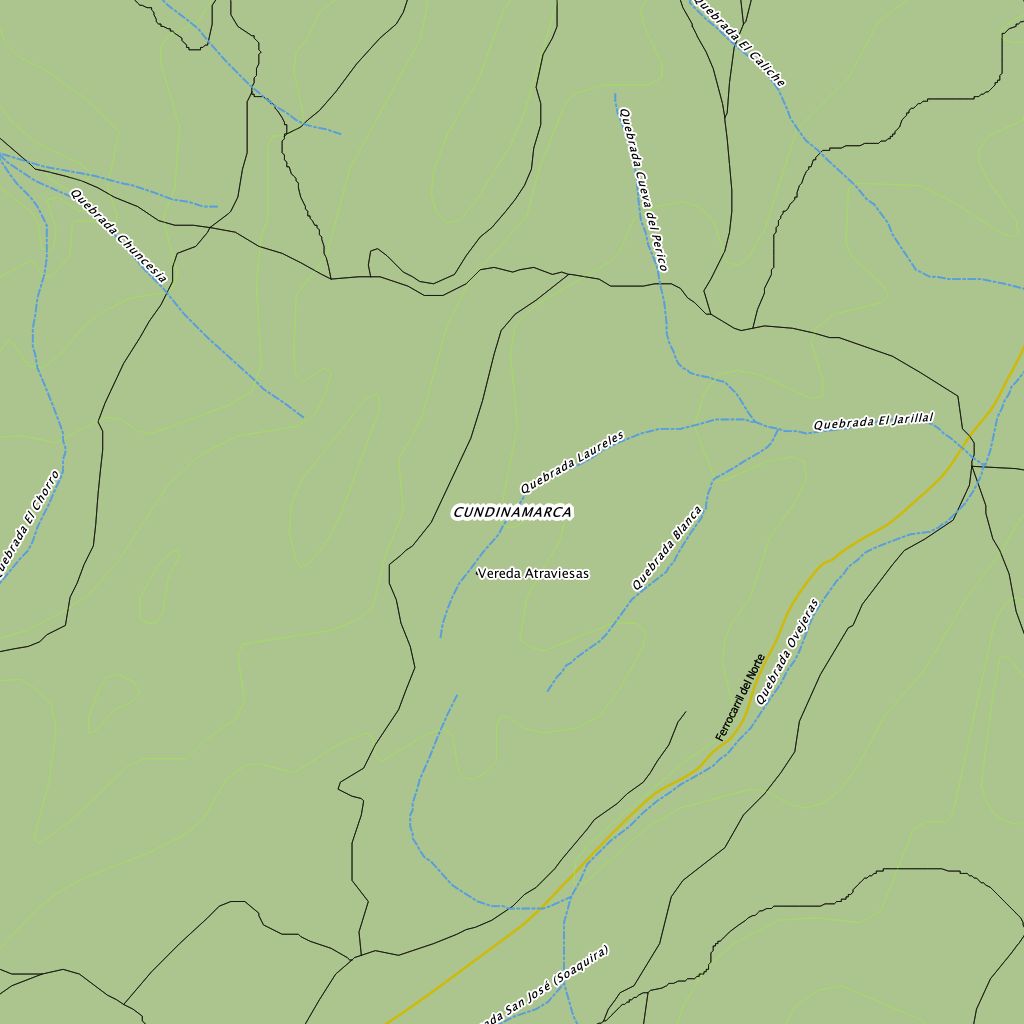 Quebrada El Caliche
Quebrada Cueva del Perico
Quebrada Chuncesía
Quebrada El Jarillal
Quebrada Laureles
Quebrada El Chorro
CUNDINAMARCA
Quebrada Blanca
Vereda Atraviesas
Quebrada Ovejeras
Ferrocarril del Norte
San José (Soaquira)